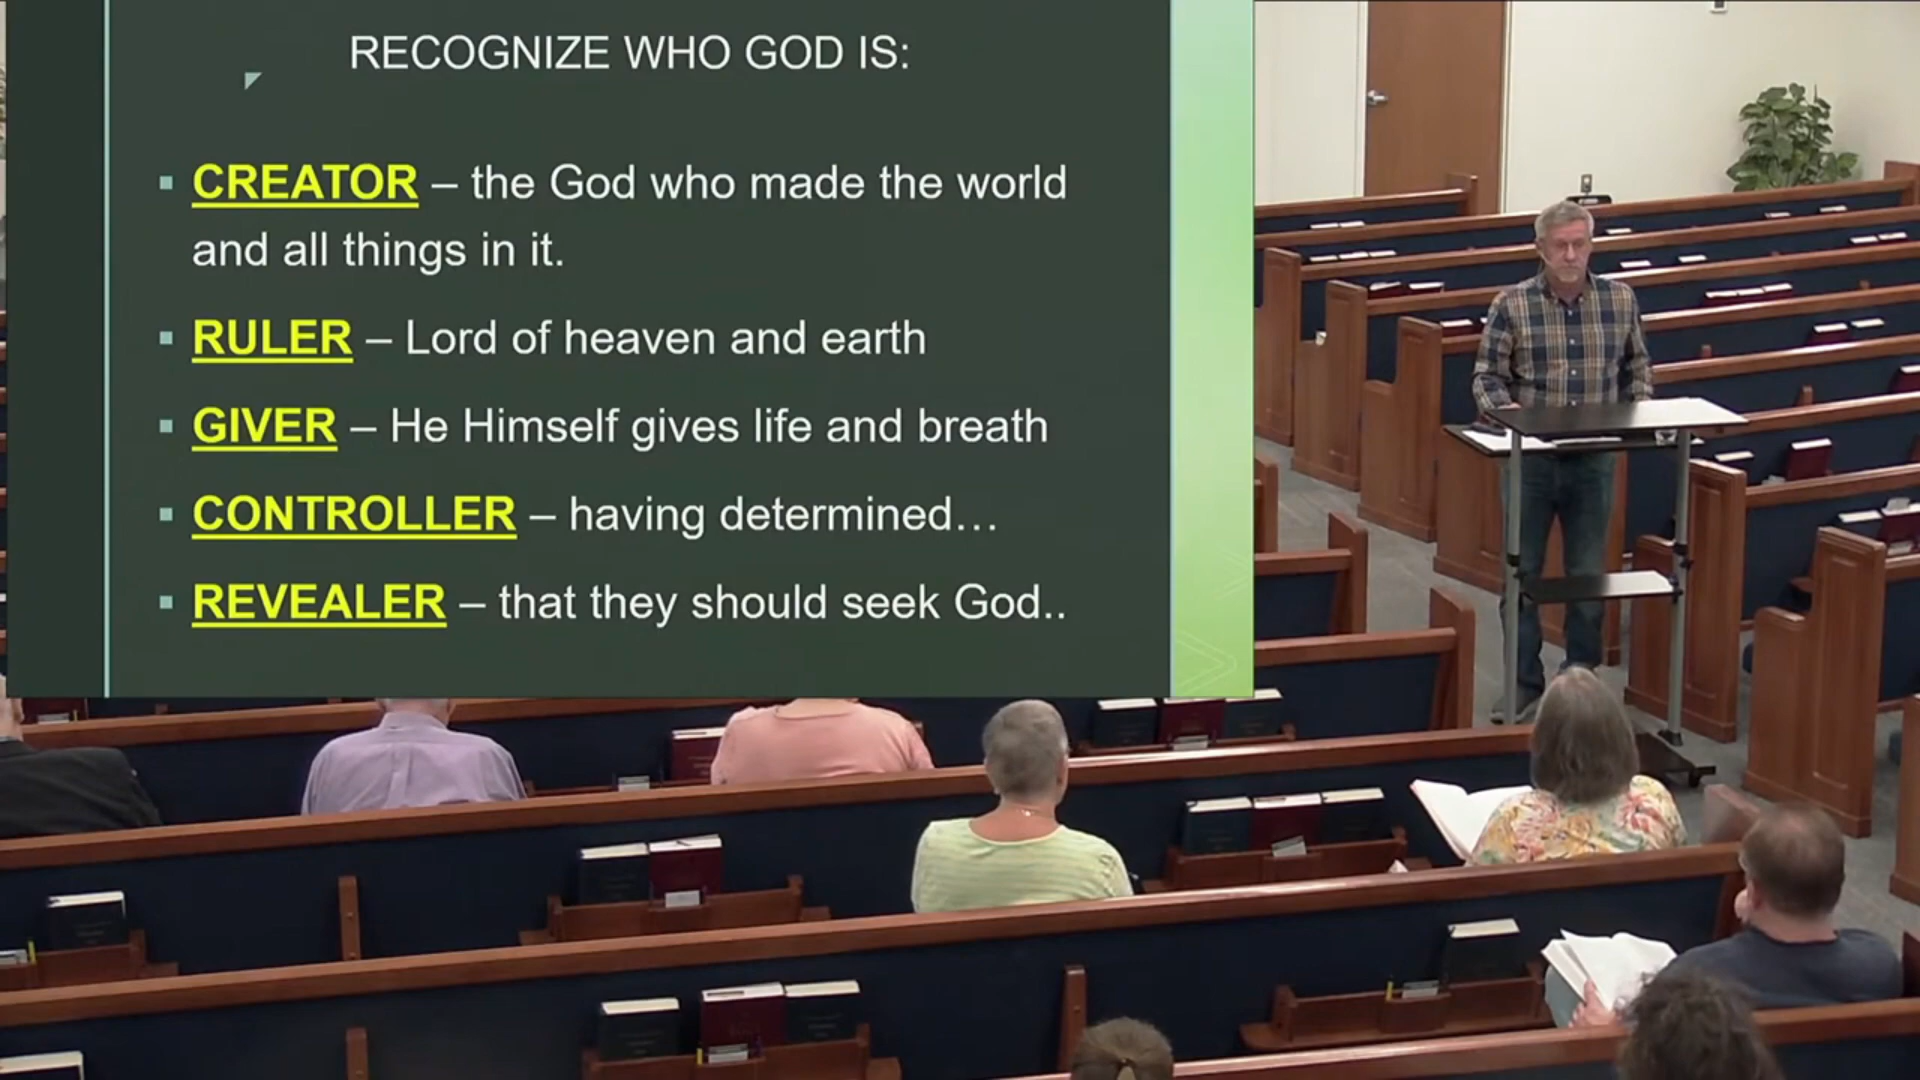 RECOGNIZE WHO GOD IS:
▪ CREATOR – the God who made the world
and all things in it.
▪ RULER – Lord of heaven and earth
▪ GIVER – He Himself gives life and breath
▪ CONTROLLER – having determined…
▪ REVEALER – that they should seek God..